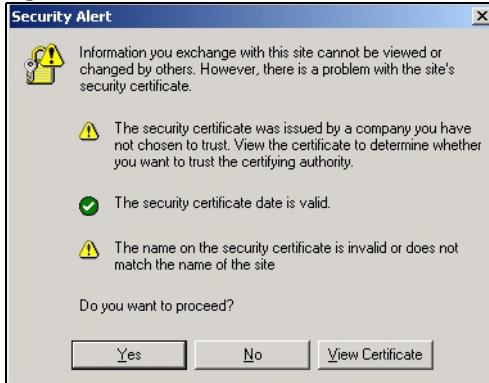 Security Alert
Information you exchange with this site cannot be viewed or
changed by others. However, there is a problem with the site's
security certificate.
The security certificate was issued by a company you have
not chosen to trust. View the certificate to determine whether
you want to trust the certifying authority.
The security certificate date is valid.
The name on the security certificate is invalid or does not
match the name of the site
Do you want to proceed?
Yes No View Certificate